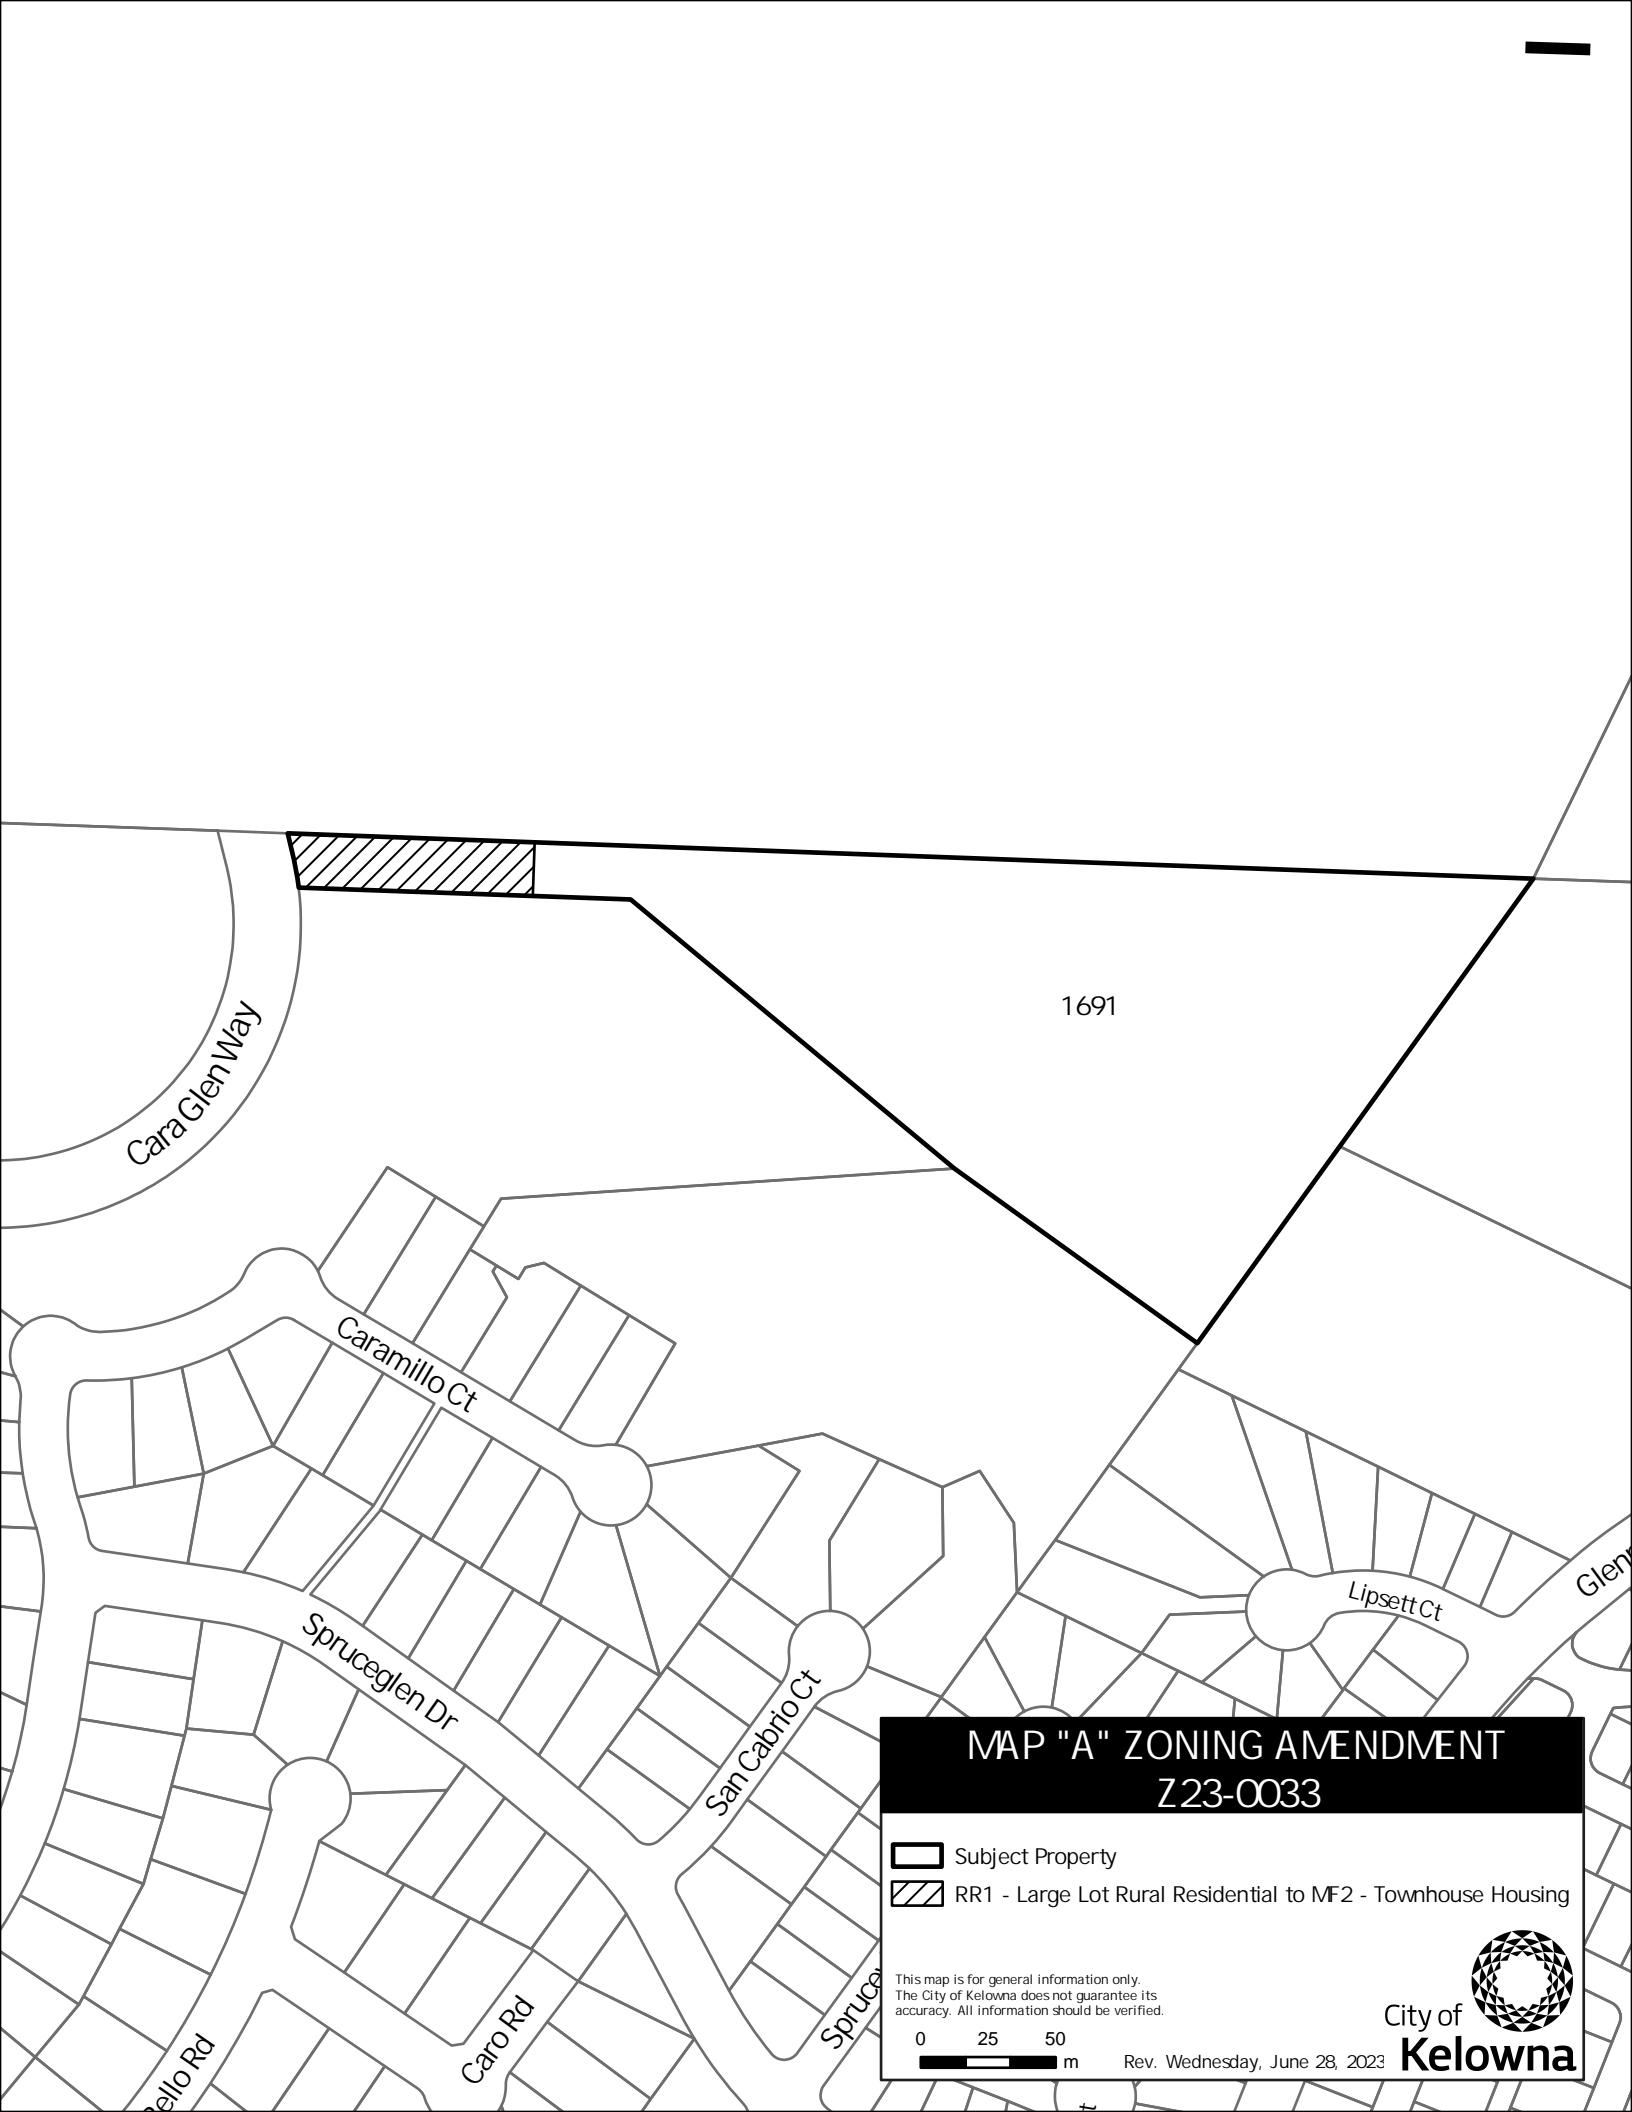 1691
Cara Glen Way
Caramillo Ct
Lipsett Ct
Spruceglen Dr
San Cabrio Ct
Caro Rd
MAP "A" ZONING AMENDMENT
Z23-0033
Subject Property
RR1 - Large Lot Rural Residential to MF2 - Townhouse Housing
This map is for general information only.
The City of Kelowna does not guarantee its
accuracy. All information should be verified.
0 25 50
m
Rev. Wednesday, June 28, 2023
City of
Kelowna